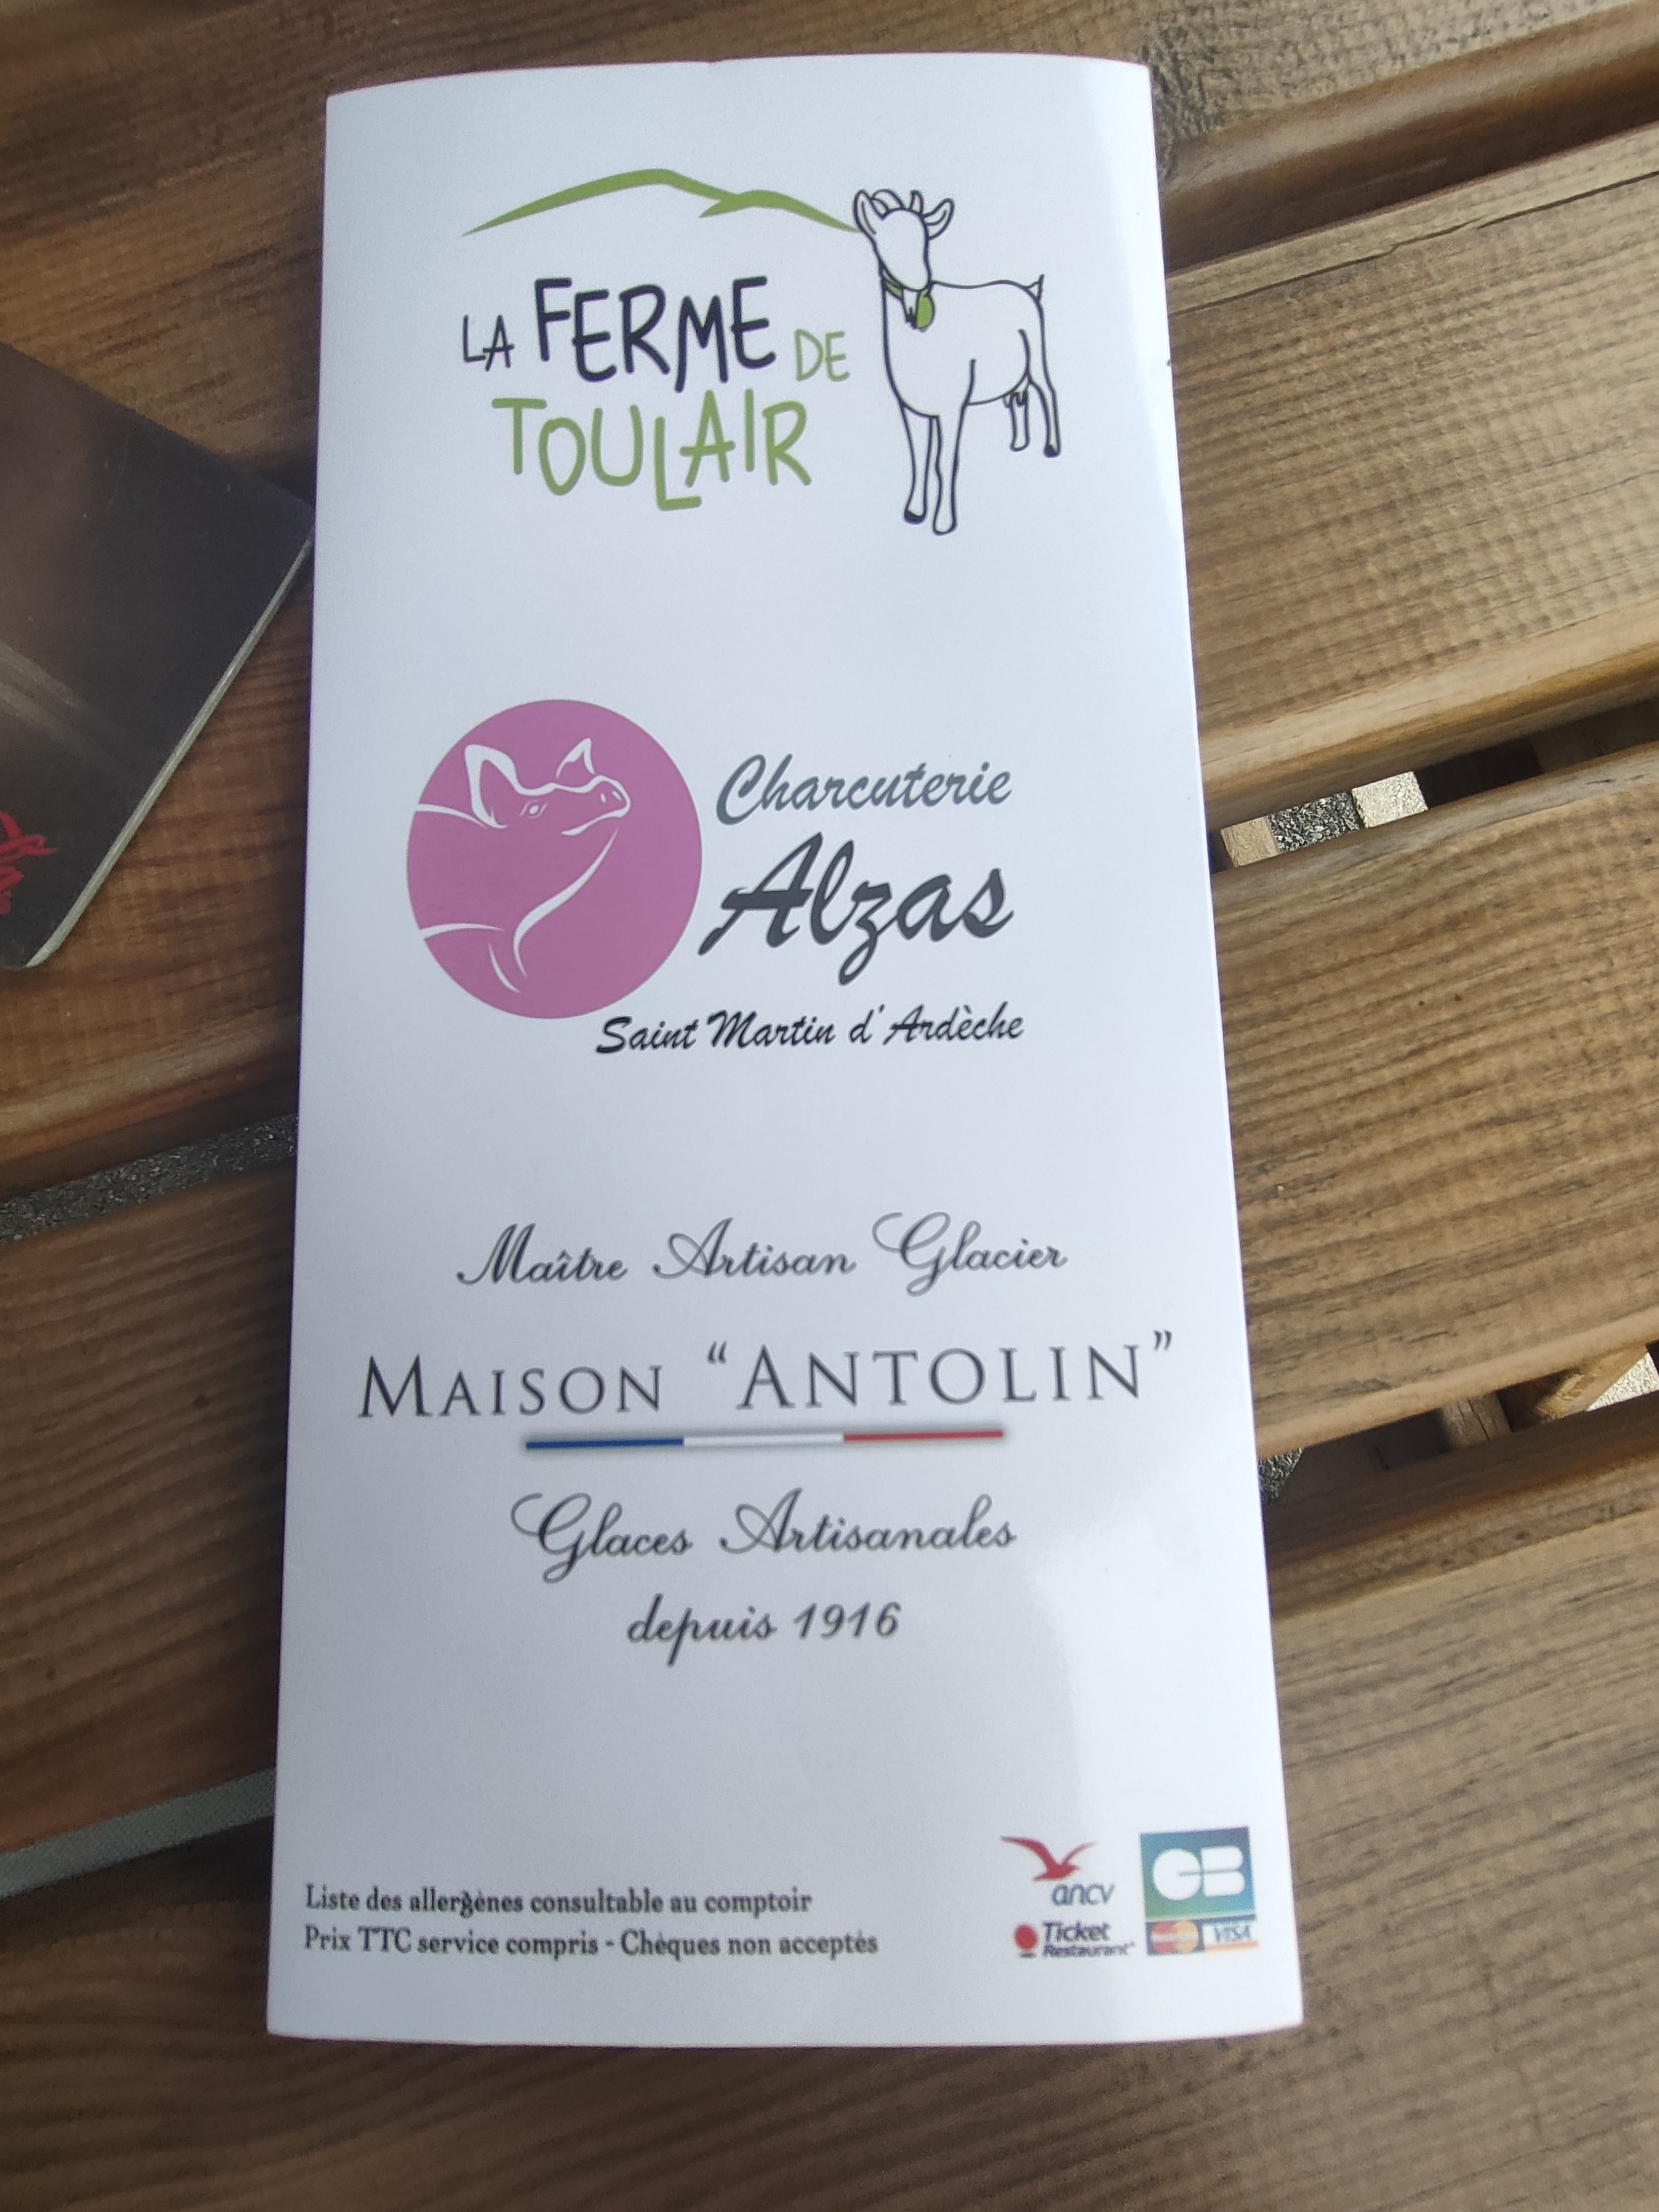 LA FERME DE
TOULAIR
Charcuterie
Alzas
Saint Martin d'Ardèche
Maître Artisan Glacier
MAISON "ANTOLIN"
Glaces Artisanales
depuis 1916
Liste des allergènes consultable au comptoir
Prix TTC service compris - Chèques non acceptés
ancv
Ticket
Restaurant
CB
MasterCard
VISA